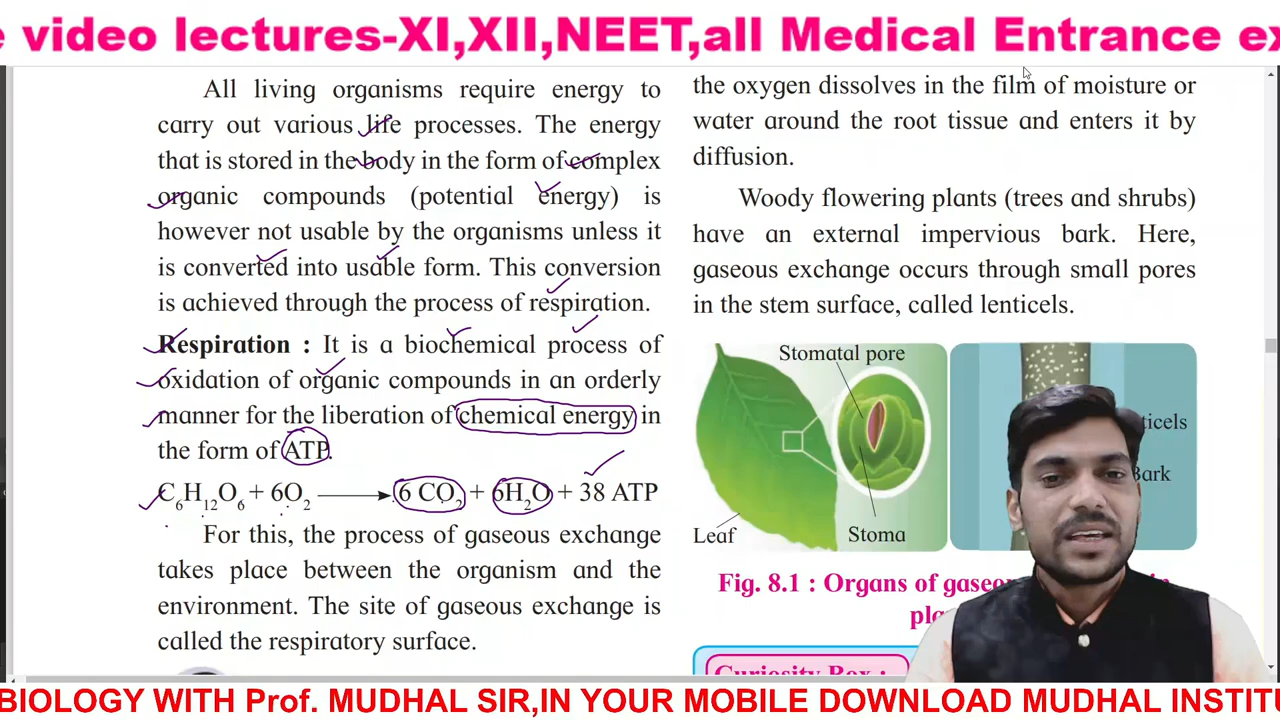 video lectures-XI,XII,NEET,all Medical Entrance
All living organisms require energy to
carry out various life processes. The energy
that is stored in the body in the form of complex
organic compounds (potential energy) is
however not usable by the organisms unless it
is converted into usable form. This conversion
is achieved through the process of respiration.
Respiration : It is a biochemical process of
oxidation of organic compounds in an orderly
manner for the liberation of chemical energy in
the form of ATP.
C₆H₁₂O₆ + 6O₂ ⟶ 6 CO₂ + 6H₂O + 38 ATP
For this, the process of gaseous exchange
takes place between the organism and the
environment. The site of gaseous exchange is
called the respiratory surface.
the oxygen dissolves in the film of moisture or
water around the root tissue and enters it by
diffusion.
Woody flowering plants (trees and shrubs)
have an external impervious bark. Here,
gaseous exchange occurs through small pores
in the stem surface, called lenticels.
Stomatal pore
Leaf
Stoma
Bark
Fig. 8.1 : Organs of
Curiosity Box :
BIOLOGY WITH Prof. MUDHAL SIR,IN YOUR MOBILE DOWNLOAD MUDHAL